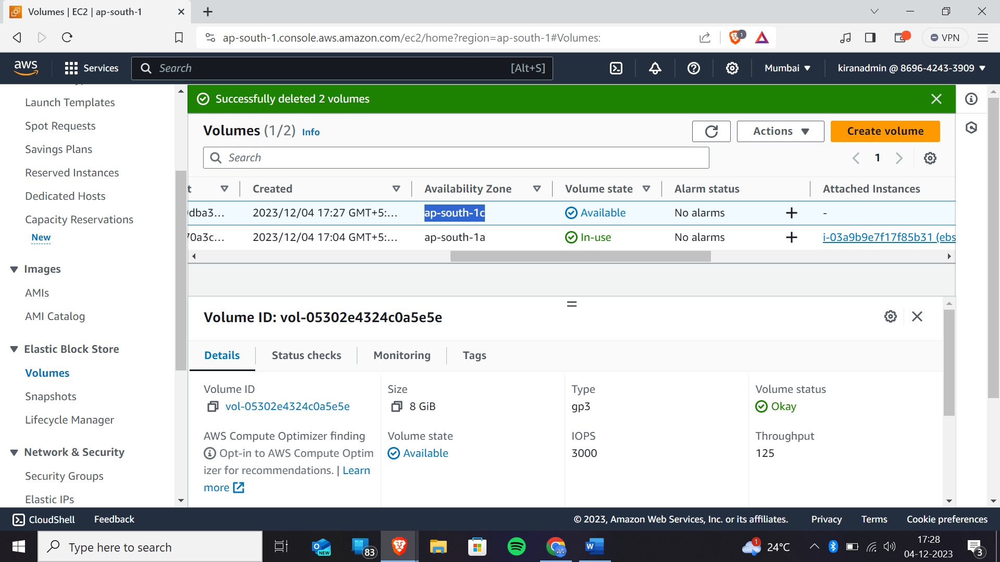 Volumes | EC2 | ap-south-1
ap-south-1.console.aws.amazon.com/ec2/home?region=ap-south-1#Volumes:
1
VPN
aws
Services
Search
[Alt+S]
Mumbai
kiranadmin @ 8696-4243-3909
Launch Templates
Spot Requests
Savings Plans
Reserved Instances
Dedicated Hosts
Capacity Reservations
New
Images
AMIs
AMI Catalog
Elastic Block Store
Volumes
Snapshots
Lifecycle Manager
Network & Security
Security Groups
Elastic IPs
Successfully deleted 2 volumes
Volumes (1/2) Info
Actions
Create volume
Search
1
t Created Availability Zone Volume state Alarm status Attached Instances
dba3... 2023/12/04 17:27 GMT+5:... ap-south-1c Available No alarms + -
70a3c... 2023/12/04 17:04 GMT+5:... ap-south-1a In-use No alarms + i-03a9b9e7f17f85b31 (ebs
Volume ID: vol-05302e4324c0a5e5e
Details Status checks Monitoring Tags
Volume ID
vol-05302e4324c0a5e5e
Size
8 GiB
Type
gp3
Volume status
Okay
AWS Compute Optimizer finding
Opt-in to AWS Compute Optim
izer for recommendations. | Learn
more
Volume state
Available
IOPS
3000
Throughput
125
CloudShell Feedback
© 2023, Amazon Web Services, Inc. or its affiliates. Privacy Terms Cookie preferences
Type here to search
NEW
83
W
1
24°C
17:28
04-12-2023
3